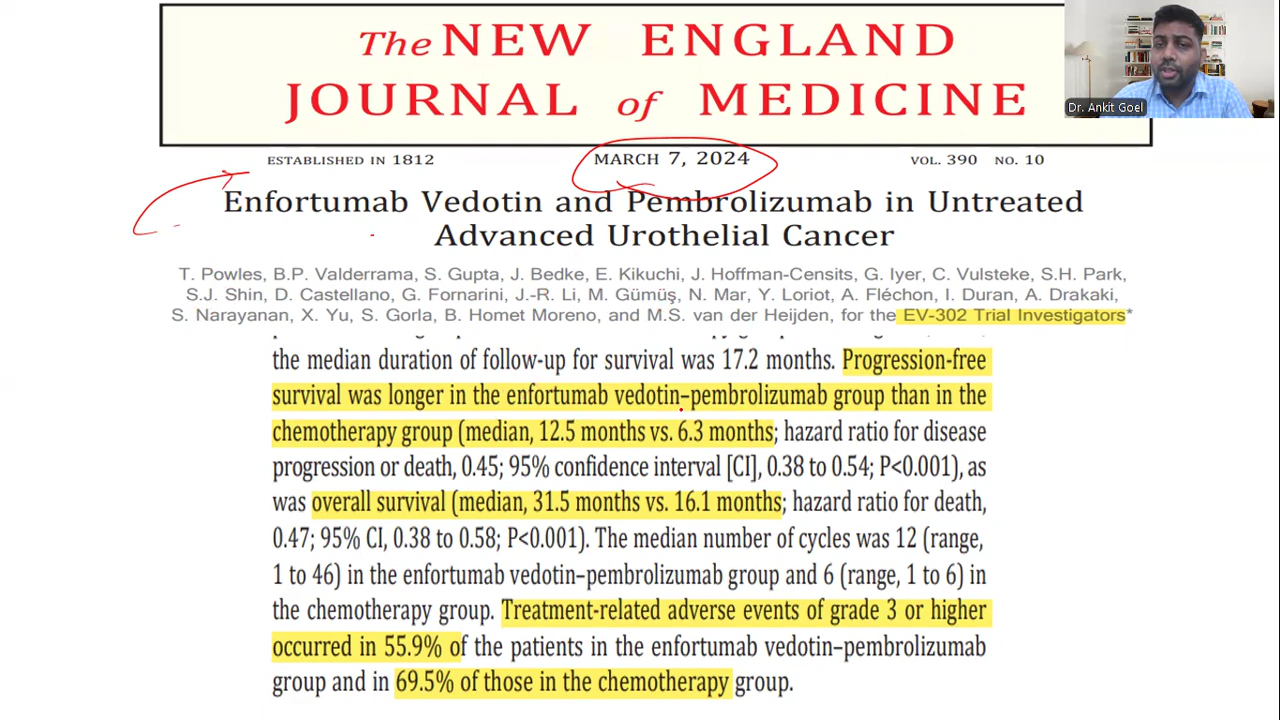 The NEW ENGLAND
JOURNAL of MEDICINE
Dr. Ankit Goel
ESTABLISHED IN 1812 MARCH 7, 2024 VOL. 390 NO. 10
Enfortumab Vedotin and Pembrolizumab in Untreated
Advanced Urothelial Cancer
T. Powles, B.P. Valderrama, S. Gupta, J. Bedke, E. Kikuchi, J. Hoffman-Censits, G. Iyer, C. Vulsteke, S.H. Park,
S.J. Shin, D. Castellano, G. Fornarini, J.-R. Li, M. Gümüş, N. Mar, Y. Loriot, A. Fléchon, I. Duran, A. Drakaki,
S. Narayanan, X. Yu, S. Gorla, B. Homet Moreno, and M.S. van der Heijden, for the EV-302 Trial Investigators*
the median duration of follow-up for survival was 17.2 months. Progression-free
survival was longer in the enfortumab vedotin–pembrolizumab group than in the
chemotherapy group (median, 12.5 months vs. 6.3 months; hazard ratio for disease
progression or death, 0.45; 95% confidence interval [CI], 0.38 to 0.54; P<0.001), as
was overall survival (median, 31.5 months vs. 16.1 months; hazard ratio for death,
0.47; 95% CI, 0.38 to 0.58; P<0.001). The median number of cycles was 12 (range,
1 to 46) in the enfortumab vedotin–pembrolizumab group and 6 (range, 1 to 6) in
the chemotherapy group. Treatment-related adverse events of grade 3 or higher
occurred in 55.9% of the patients in the enfortumab vedotin–pembrolizumab
group and in 69.5% of those in the chemotherapy group.